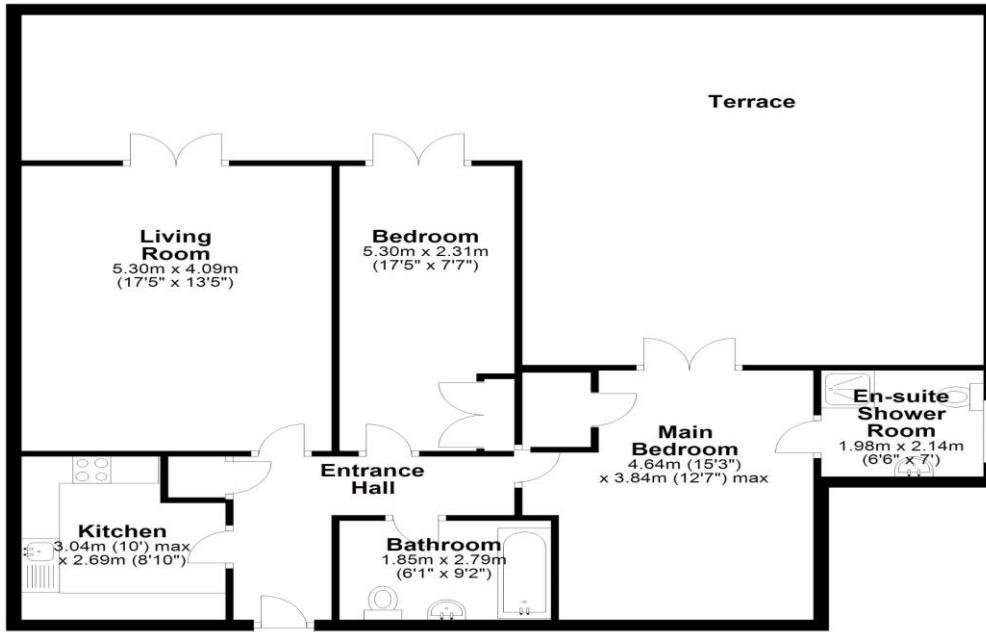 Terrace
Living
Room
5.30m x 4.09m
(17'5" x 13'5")
Bedroom
5.30m x 2.31m
(17'5" x 7'7")
En-suite
Shower
Room
1.98m x 2.14m
(6'6" x 7')
Main
Bedroom
4.64m (15'3")
x 3.84m (12'7") max
Entrance
Hall
Kitchen
3.04m (10') max
x 2.69m (8'10")
Bathroom
1.85m x 2.79m
(6'1" x 9'2")